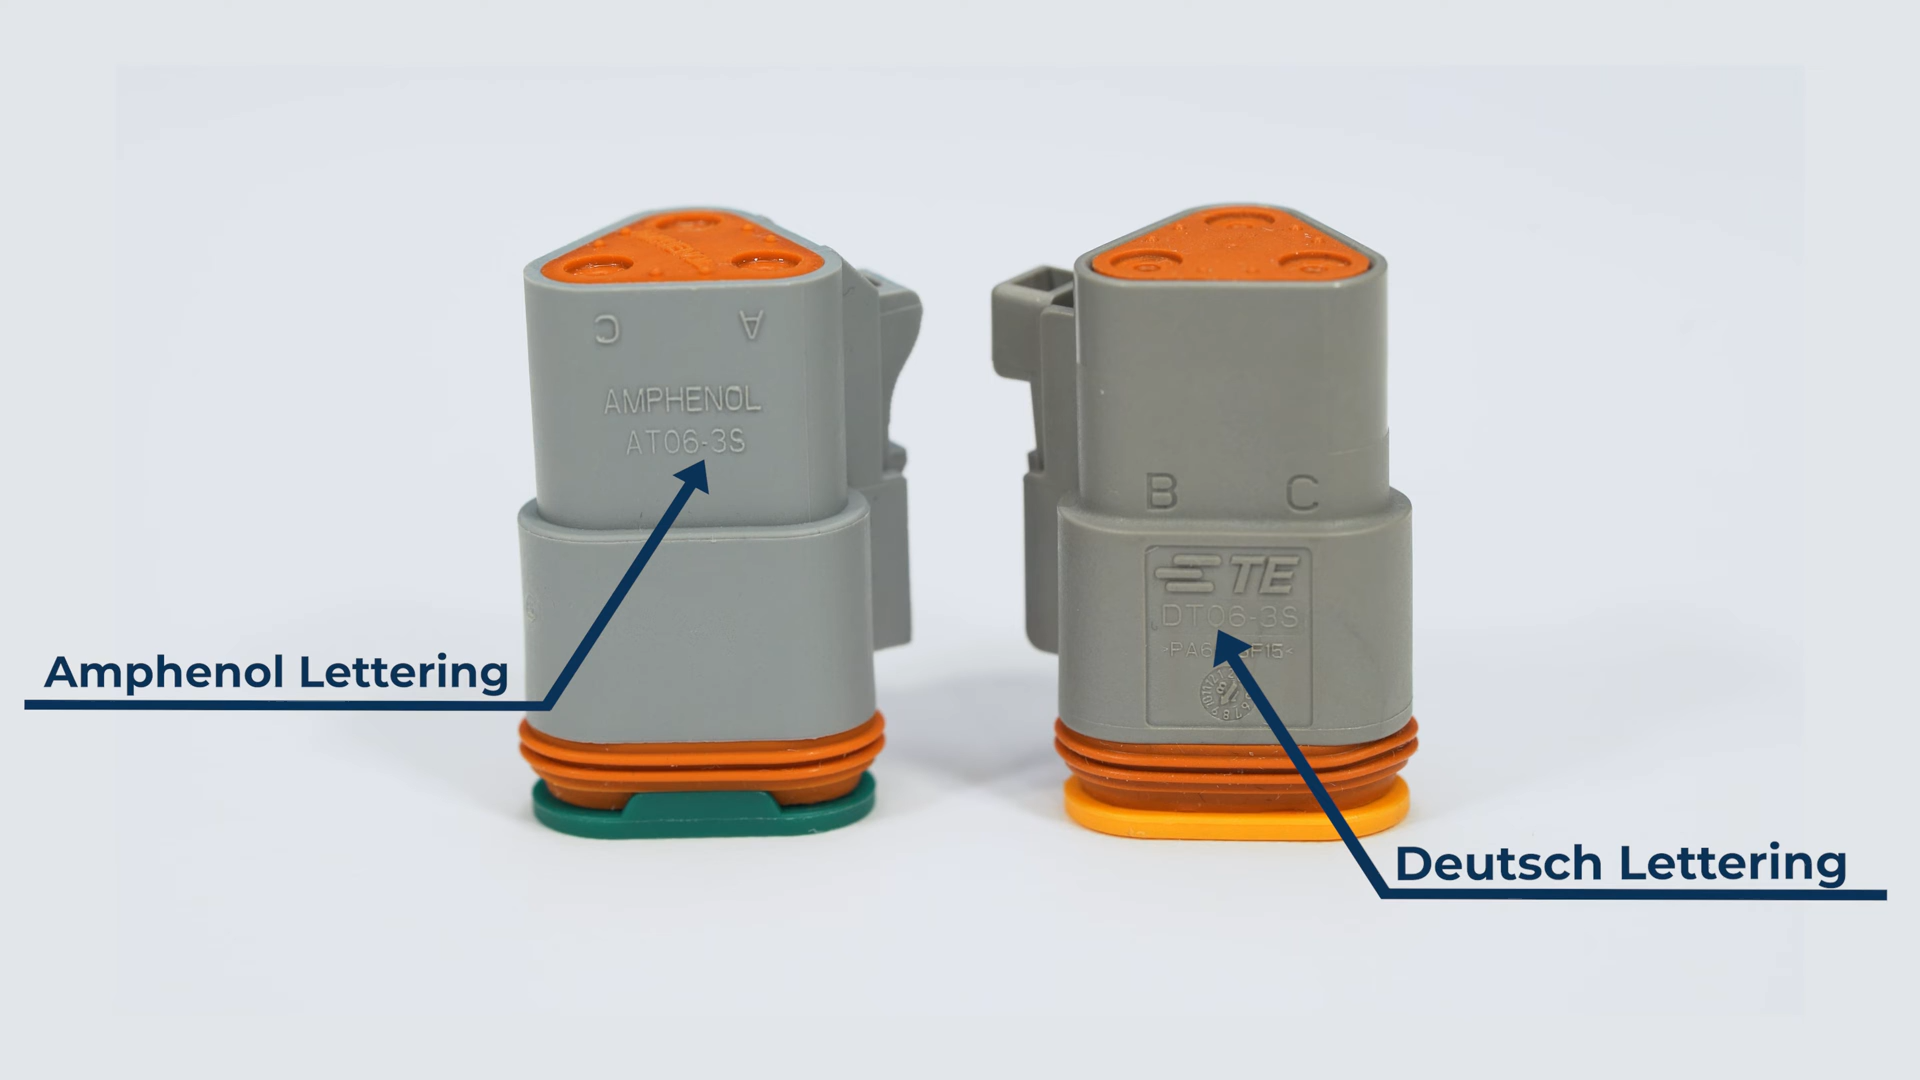 C A
AMPHENOL
AT06-3S
Amphenol Lettering
B C
TE
DT06-3S
Deutsch Lettering